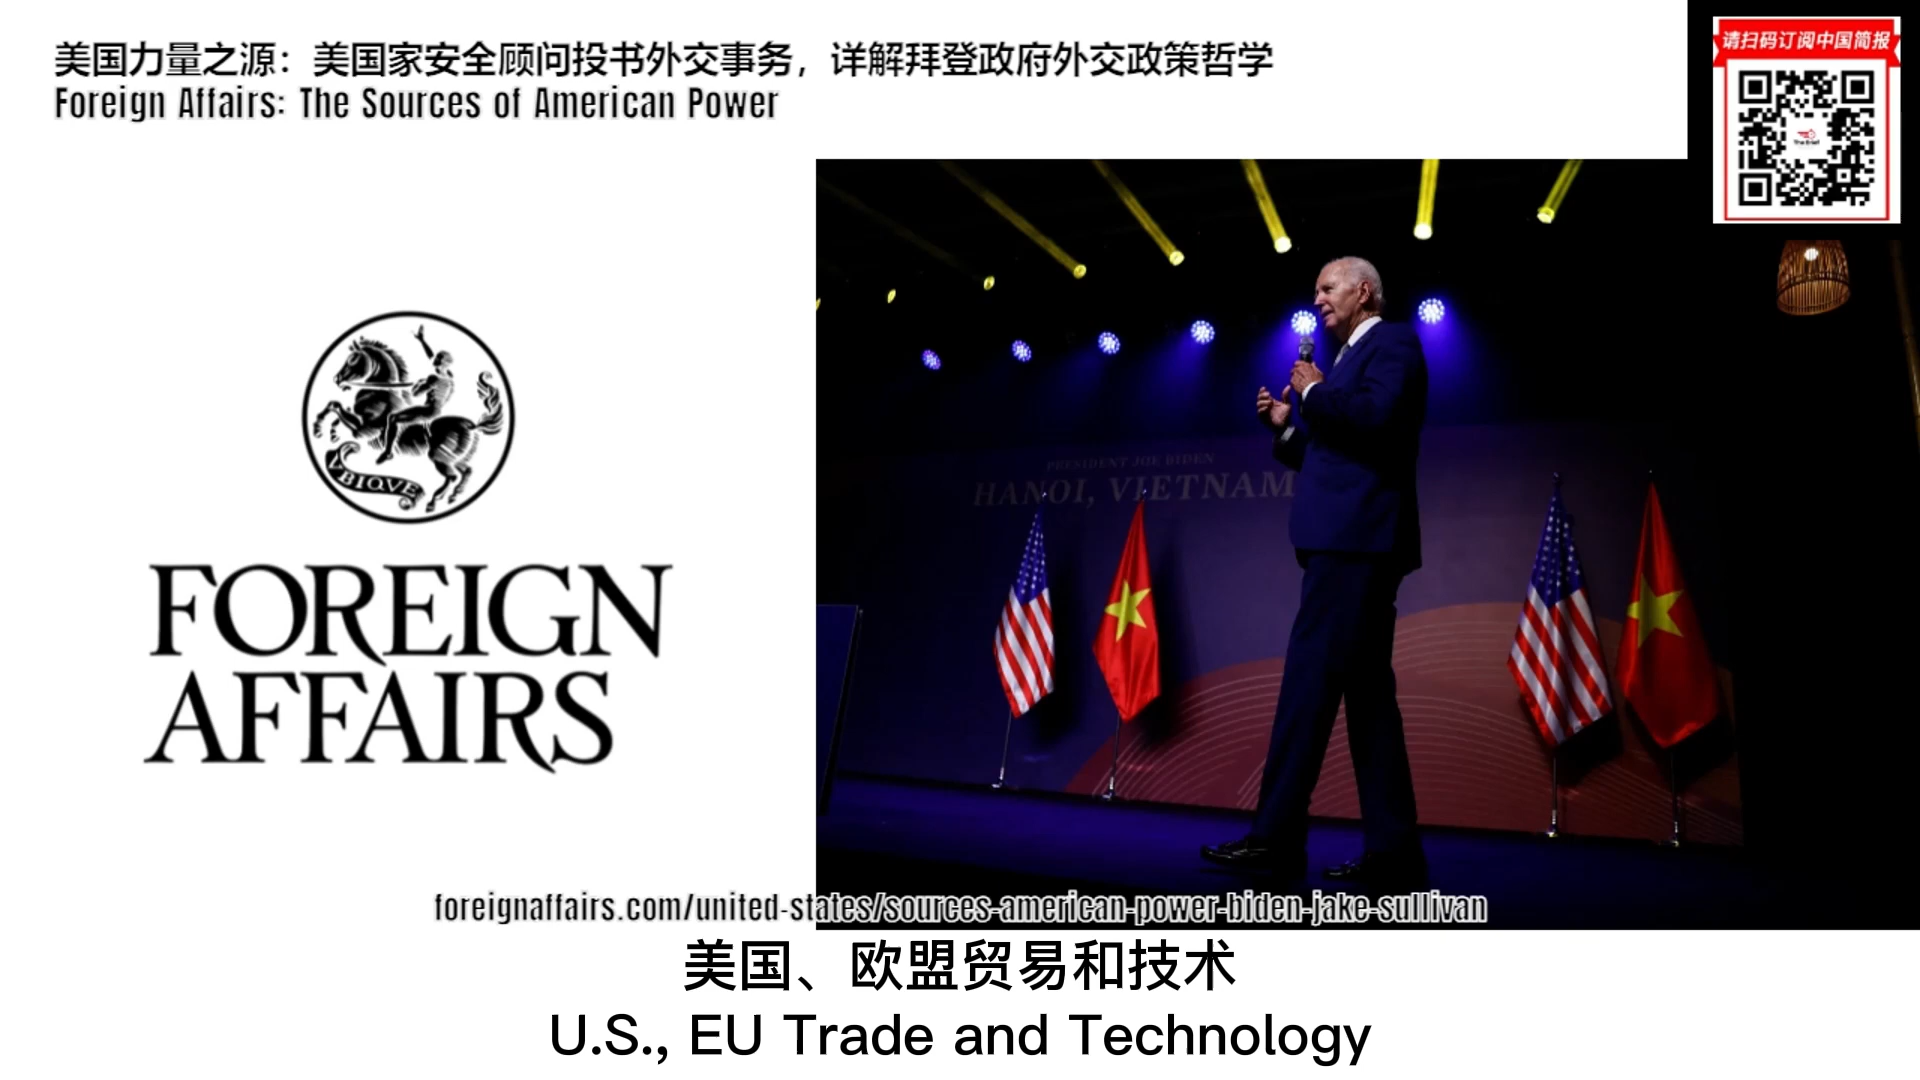 美国力量之源：美国家安全顾问投书外交事务，详解拜登政府外交政策哲学
Foreign Affairs: The Sources of American Power
请扫码订阅中国简报
VBIQVE
FOREIGN
AFFAIRS
PRESIDENT JOE BIDEN
HANOI, VIETNAM
foreignaffairs.com/united-states/sources-american-power-biden-jake-sullivan
美国、欧盟贸易和技术
U.S., EU Trade and Technology